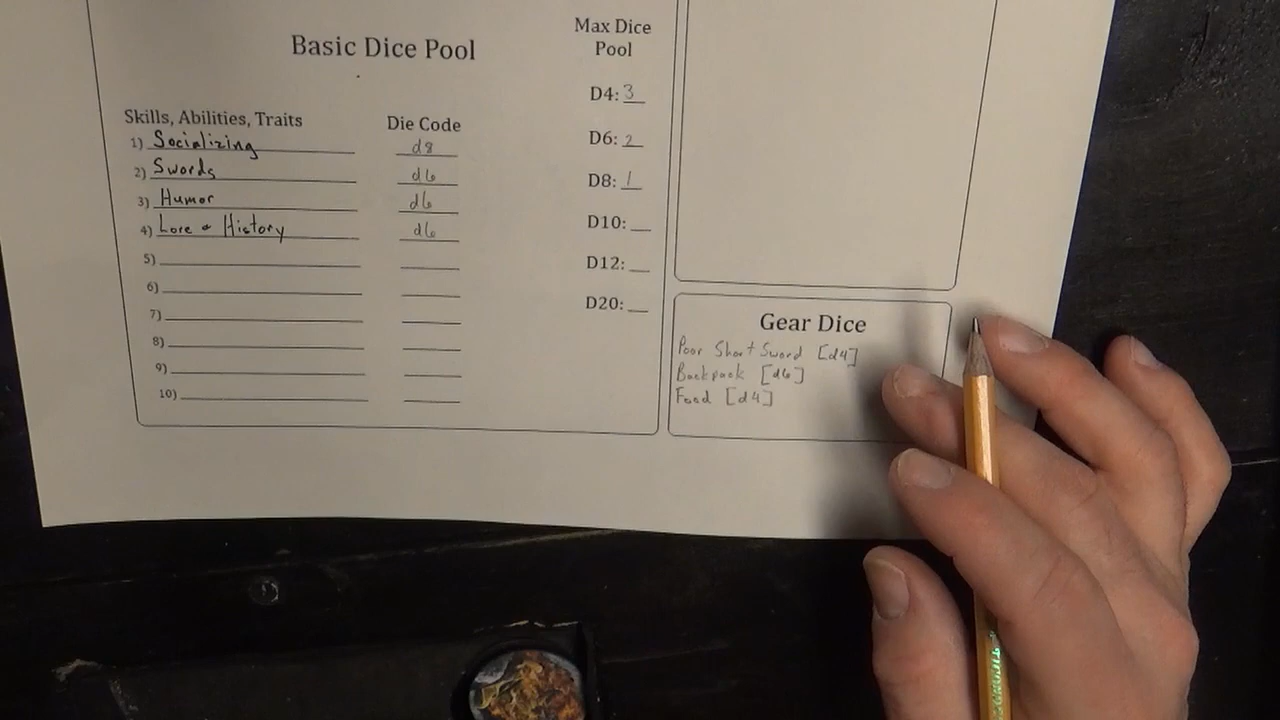 Basic Dice Pool
Skills, Abilities, Traits Die Code
1) Socializing d8
2) Swords d6
3) Humor d6
4) Lore & History d6
5)
6)
7)
8)
9)
10)
Max Dice
Pool
D4: 3
D6: 2
D8: 1
D10:
D12:
D20:
Gear Dice
Poor Short Sword [d4]
Backpack [d6]
Food [d4]